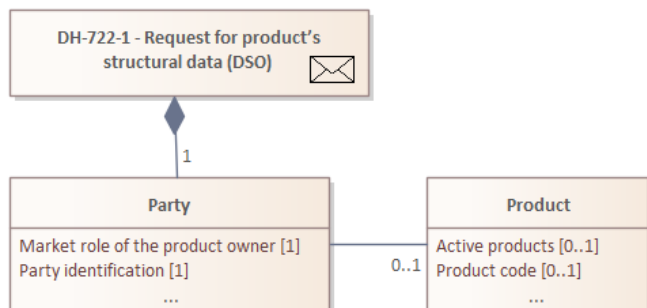 DH-722-1 - Request for product’s
structural data (DSO)
1
Party
Market role of the product owner [1]
Party identification [1]
...
0..1
Product
Active products [0..1]
Product code [0..1]
...